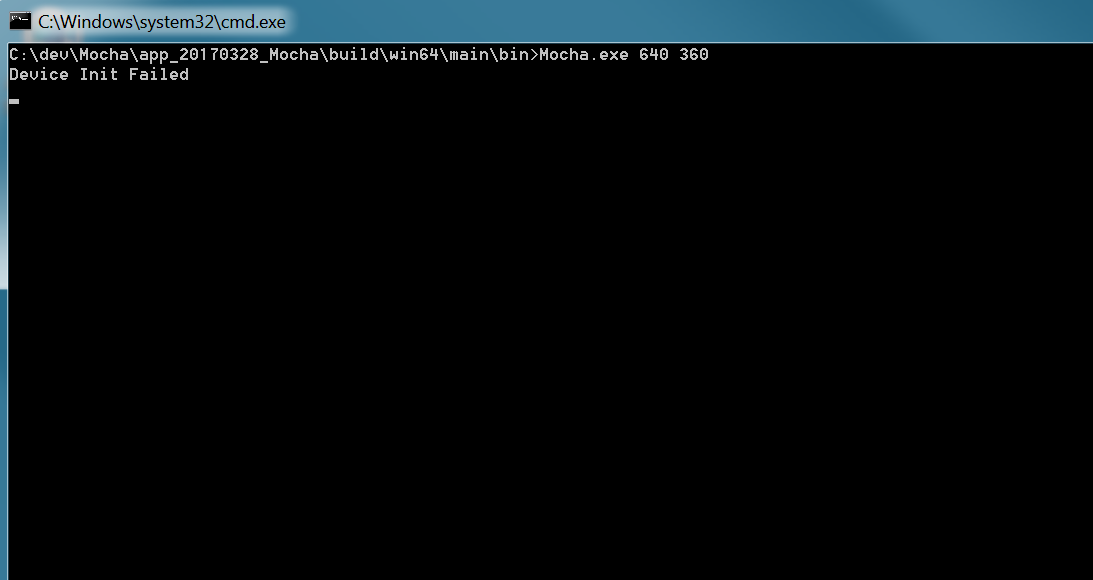 C:\Windows\system32\cmd.exe
C:\dev\Mocha\app_20170328_Mocha\build\win64\main\bin>Mocha.exe 640 360
Device Init Failed